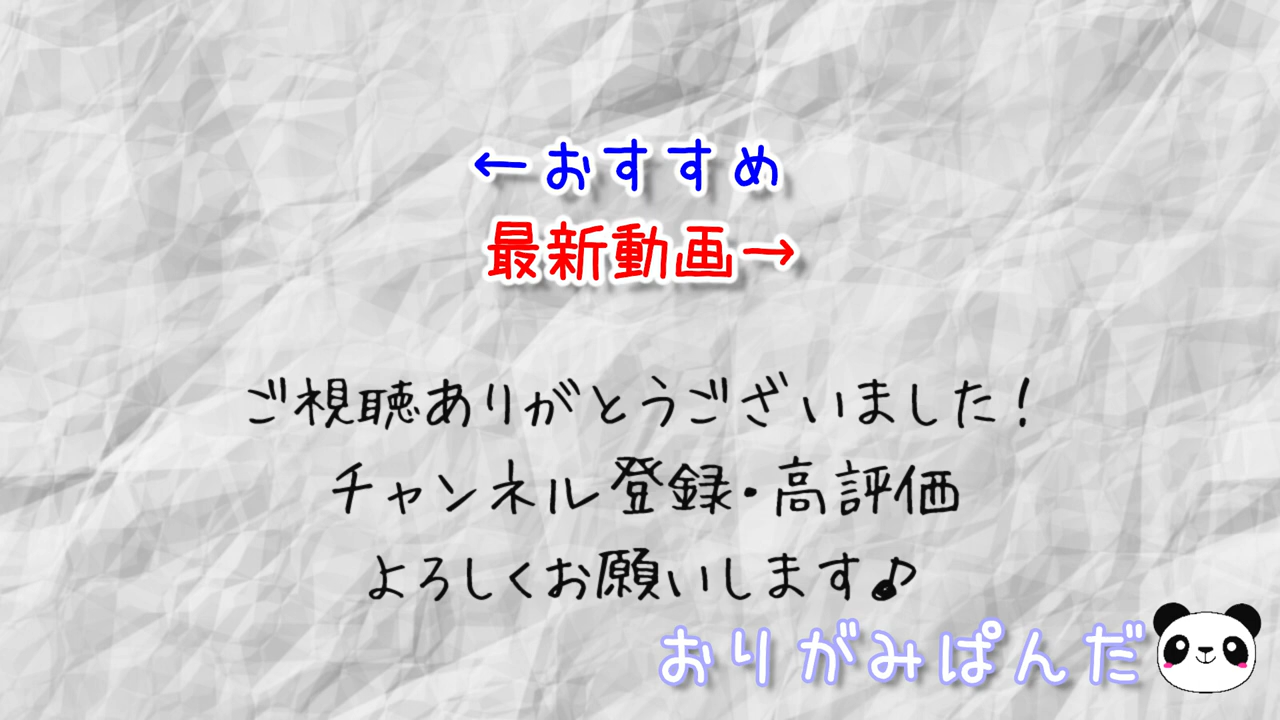 ←おすすめ
最新動画→
ご視聴ありがとうございました!
チャンネル登録・高評価
よろしくお願いします♪
おりがみぱんだ